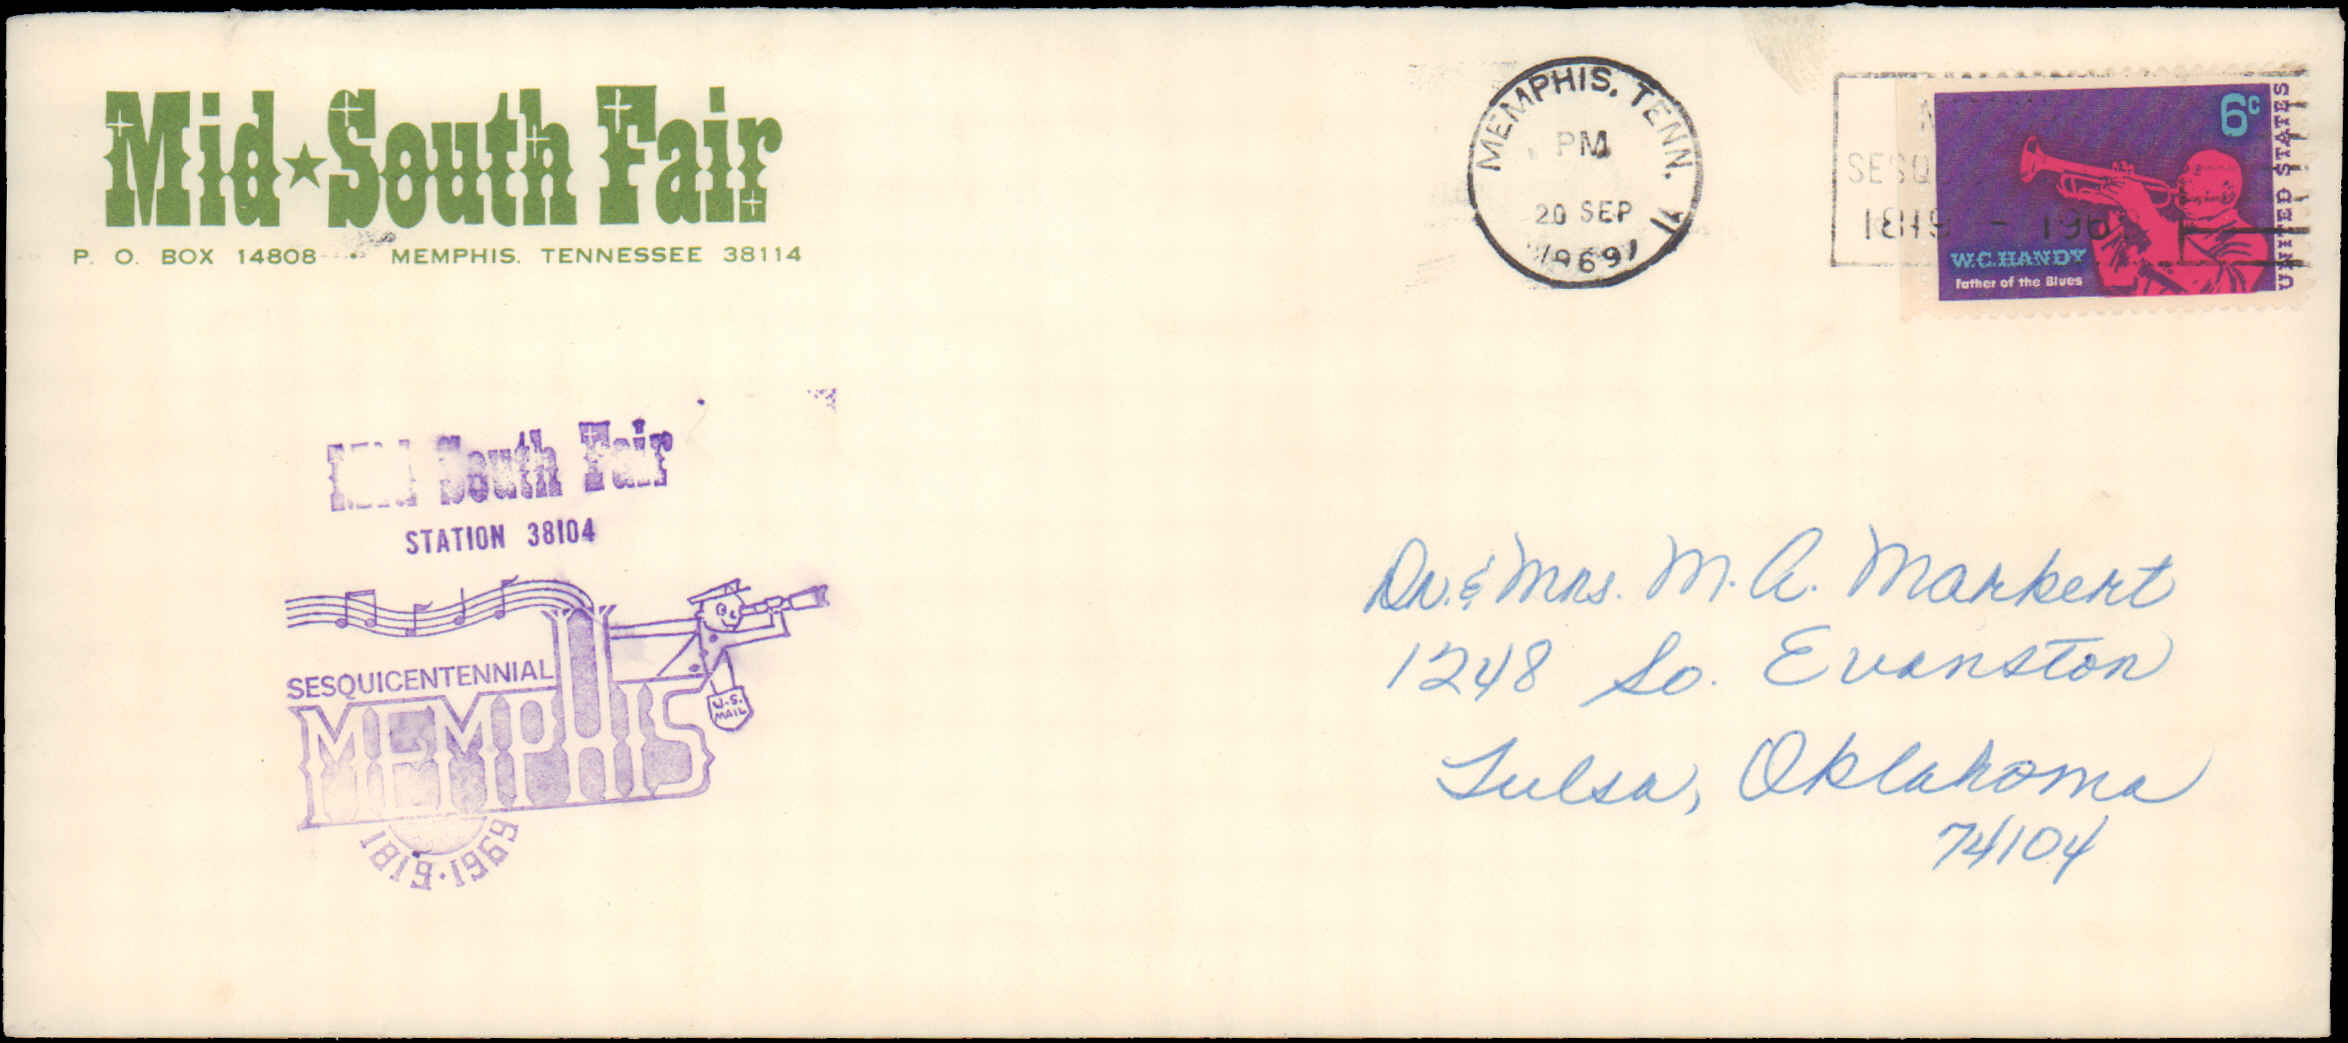 Mid★South Fair
P. O. BOX 14808 • MEMPHIS, TENNESSEE 38114
MEMPHIS, TENN.
PM
20 SEP
1969
SESQ
1819 - 196
6c
UNITED STATES
W.C. HANDY
Father of the Blues
South Fair
STATION 38104
SESQUICENTENNIAL
MEMPHIS
U.S.
MAIL
1819·1969
Dr. & Mrs. M. A. Markert
1248 So. Evanston
Tulsa, Oklahoma
74104